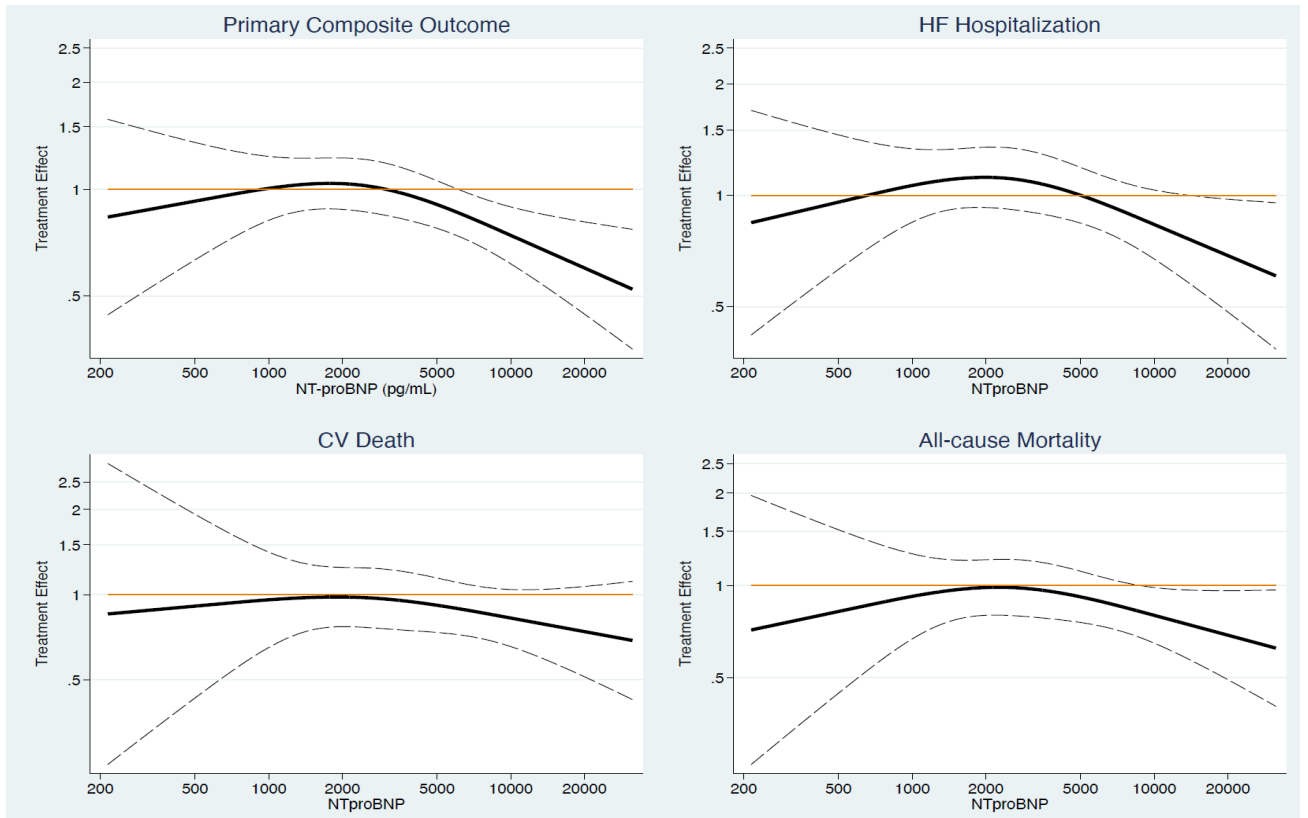 Primary Composite Outcome
2.5
2
1.5
1
.5
Treatment Effect
200 500 1000 2000 5000 10000 20000
NT-proBNP (pg/mL)
HF Hospitalization
2.5
2
1.5
1
.5
Treatment Effect
200 500 1000 2000 5000 10000 20000
NTproBNP
CV Death
2.5
2
1.5
1
.5
Treatment Effect
200 500 1000 2000 5000 10000 20000
NTproBNP
All-cause Mortality
2.5
2
1.5
1
.5
Treatment Effect
200 500 1000 2000 5000 10000 20000
NTproBNP